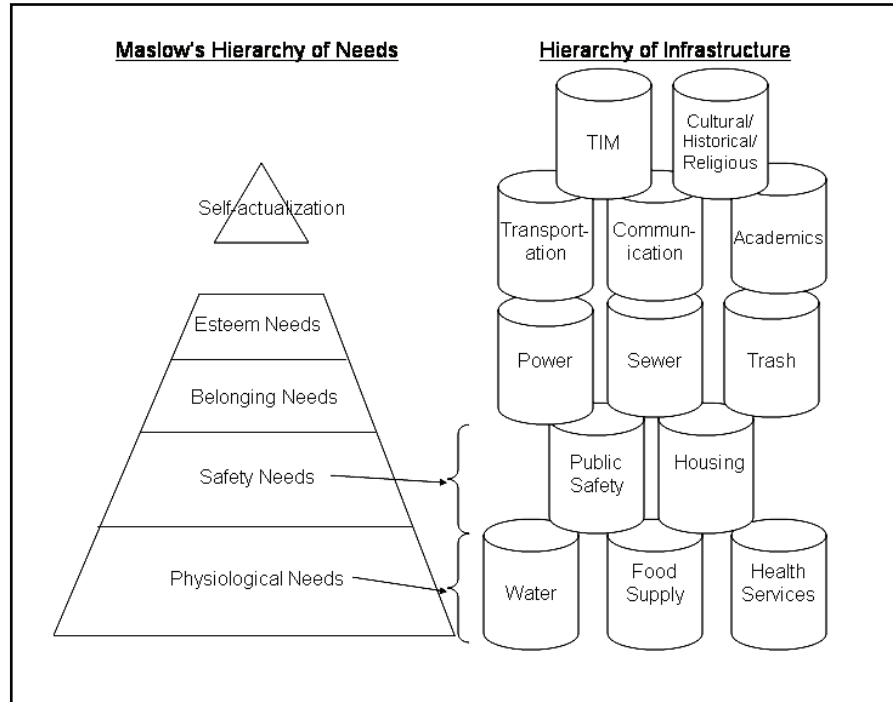 Maslow's Hierarchy of Needs
Self-actualization
Esteem Needs
Belonging Needs
Safety Needs
Physiological Needs
Hierarchy of Infrastructure
TIM
Cultural/
Historical/
Religious
Transport-
ation
Commun-
ication
Academics
Power
Sewer
Trash
Public
Safety
Housing
Water
Food
Supply
Health
Services